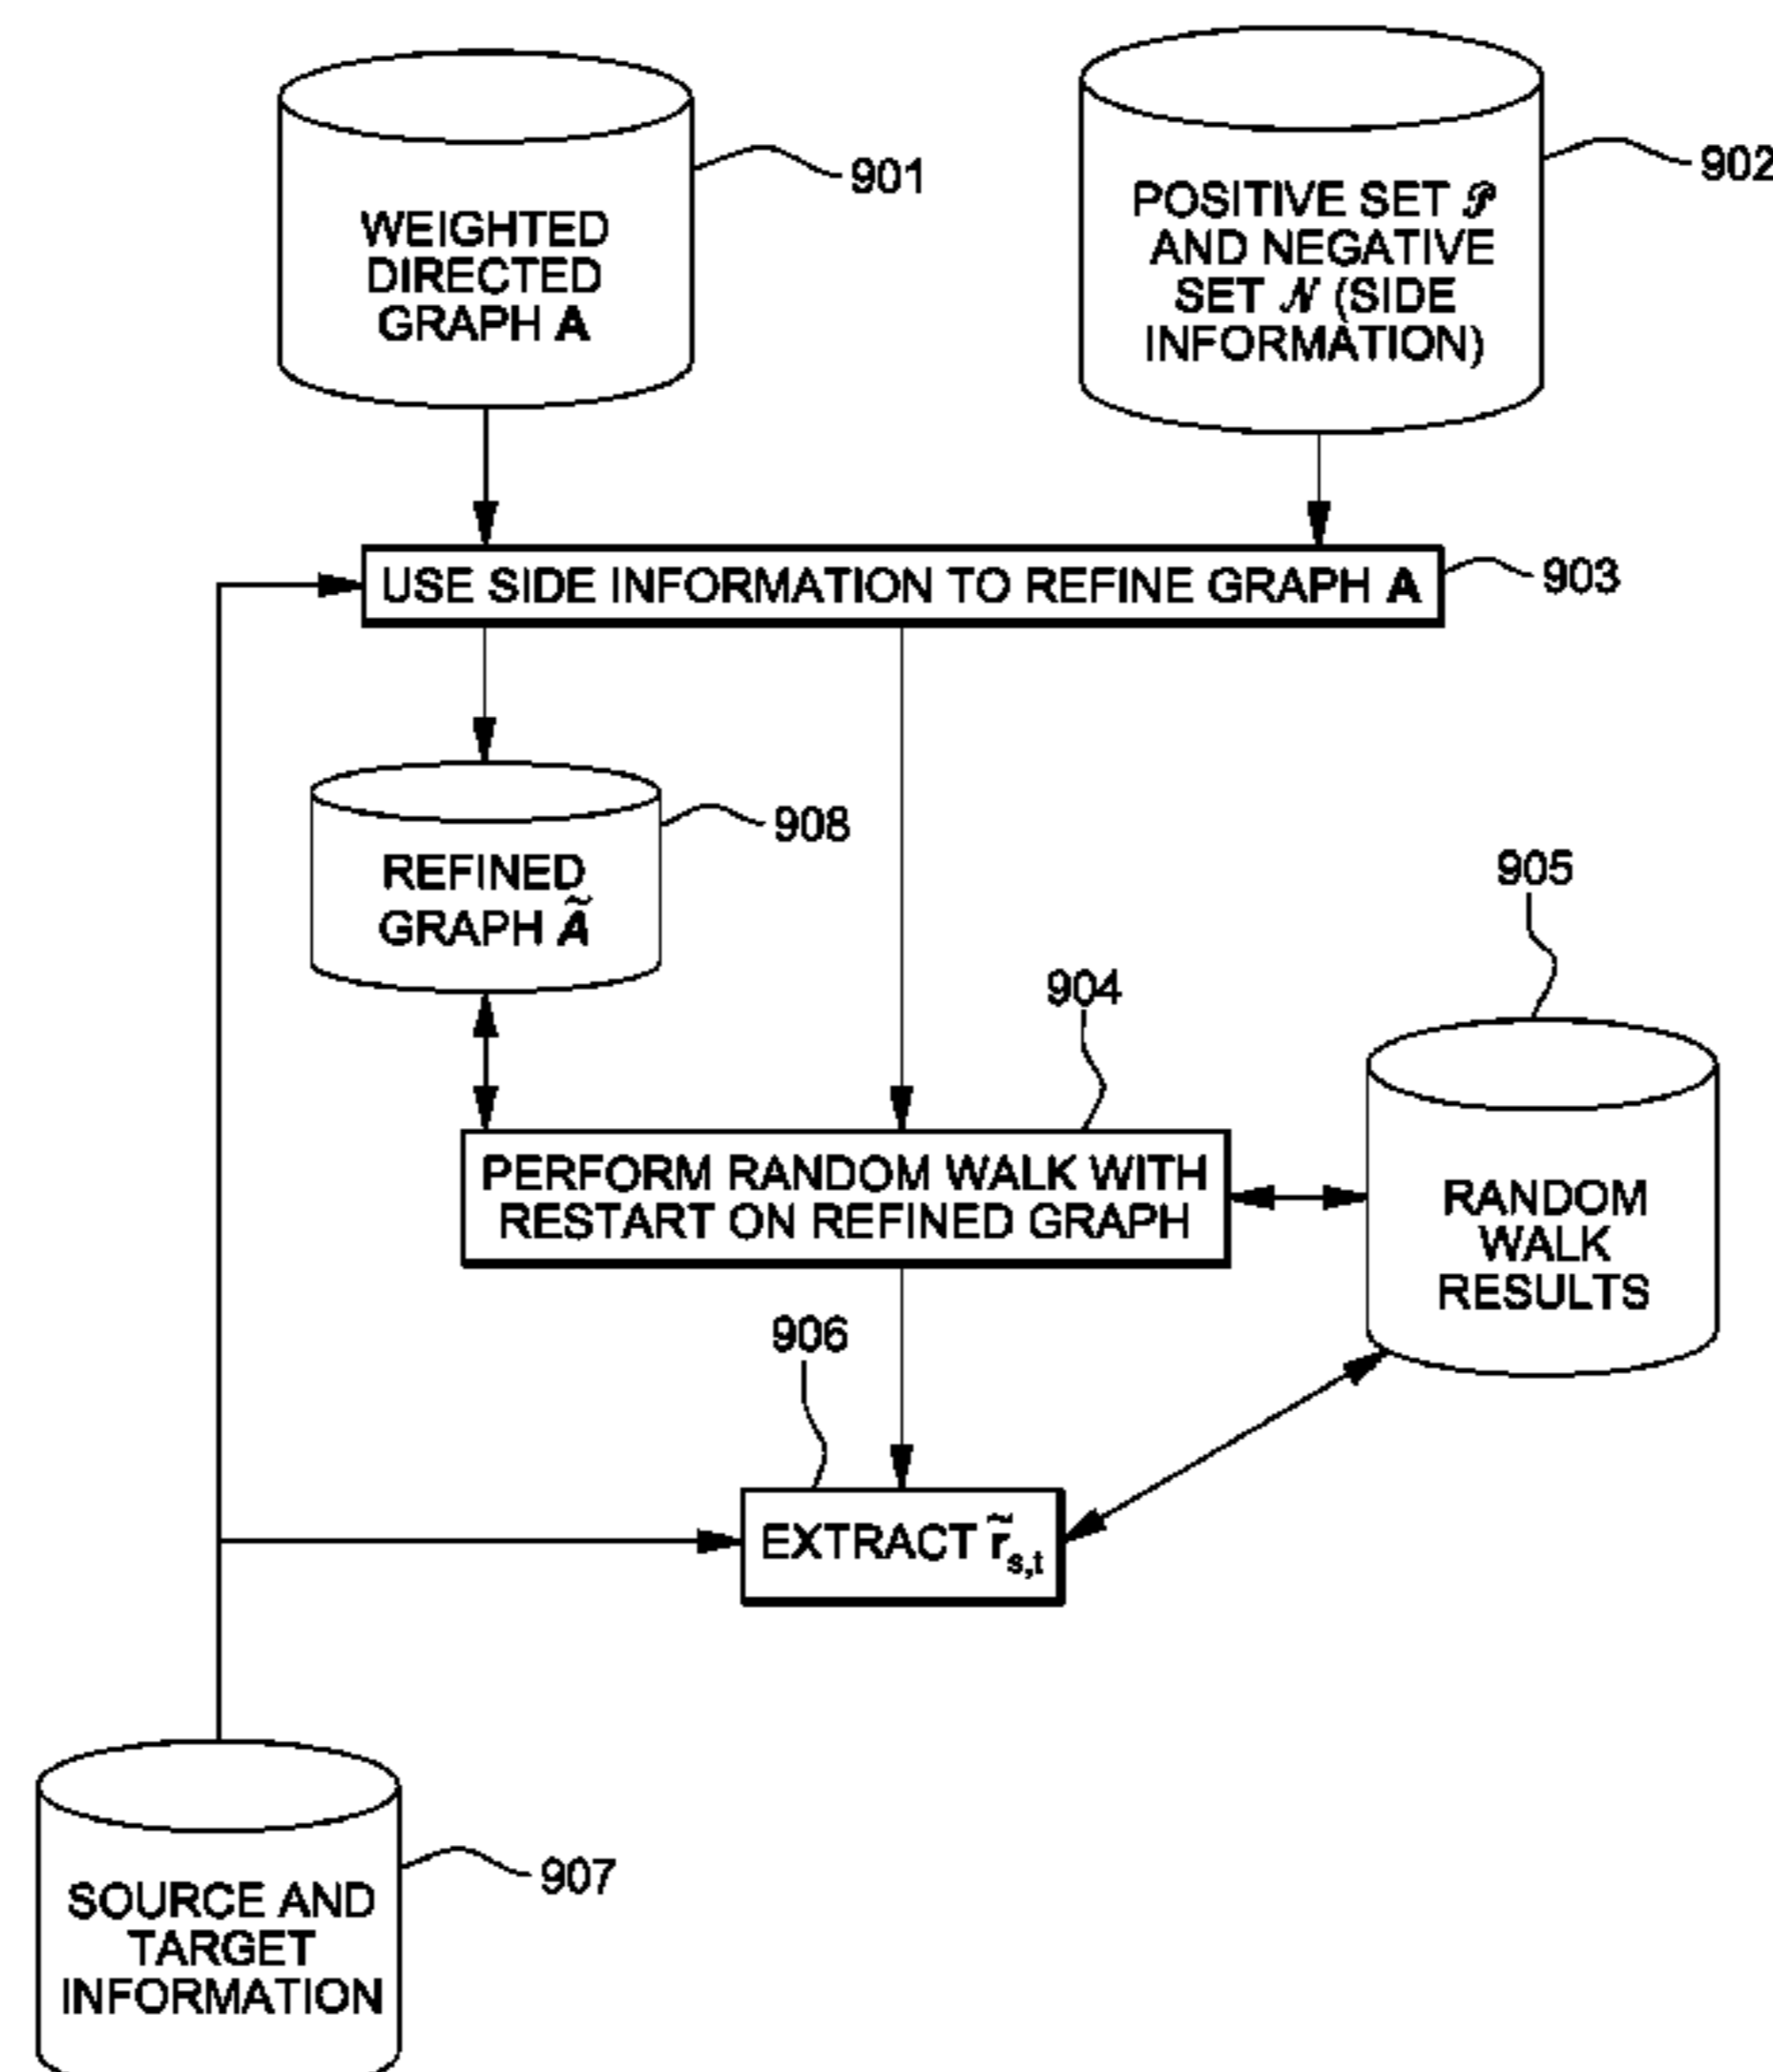 901
WEIGHTED
DIRECTED
GRAPH A
902
POSITIVE SET 𝒫
AND NEGATIVE
SET 𝒩 (SIDE
INFORMATION)
USE SIDE INFORMATION TO REFINE GRAPH A
903
908
REFINED
GRAPH Ã
905
904
PERFORM RANDOM WALK WITH
RESTART ON REFINED GRAPH
RANDOM
WALK
RESULTS
906
EXTRACT r̃s,t
907
SOURCE AND
TARGET
INFORMATION